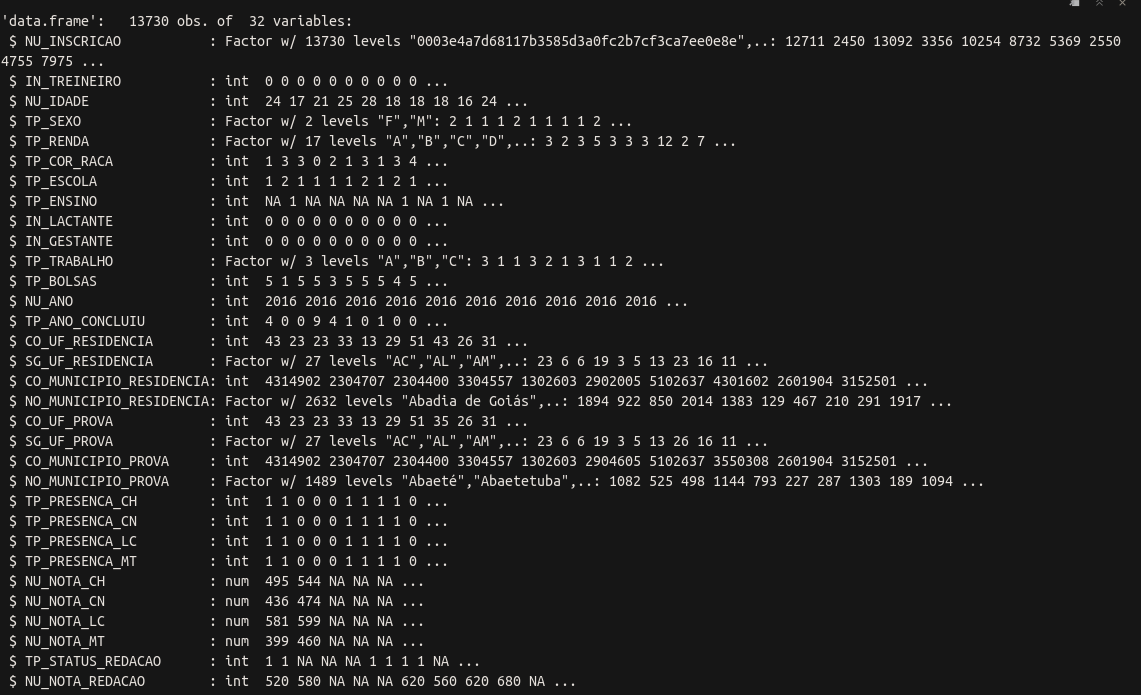 'data.frame':   13730 obs. of  32 variables:
 $ NU_INSCRICAO           : Factor w/ 13730 levels "0003e4a7d68117b3585d3a0fc2b7cf3ca7ee0e8e",..: 12711 2450 13092 3356 10254 8732 5369 2550
4755 7975 ...
 $ IN_TREINEIRO           : int  0 0 0 0 0 0 0 0 0 0 ...
 $ NU_IDADE               : int  24 17 21 25 28 18 18 18 16 24 ...
 $ TP_SEXO                : Factor w/ 2 levels "F","M": 2 1 1 1 2 1 1 1 1 2 ...
 $ TP_RENDA               : Factor w/ 17 levels "A","B","C","D",..: 3 2 3 5 3 3 3 12 2 7 ...
 $ TP_COR_RACA            : int  1 3 3 0 2 1 3 1 3 4 ...
 $ TP_ESCOLA              : int  1 2 1 1 1 1 2 1 2 1 ...
 $ TP_ENSINO              : int  NA 1 NA NA NA NA 1 NA 1 NA ...
 $ IN_LACTANTE            : int  0 0 0 0 0 0 0 0 0 0 ...
 $ IN_GESTANTE            : int  0 0 0 0 0 0 0 0 0 0 ...
 $ TP_TRABALHO            : Factor w/ 3 levels "A","B","C": 3 1 1 3 2 1 3 1 1 2 ...
 $ TP_BOLSAS              : int  5 1 5 5 3 5 5 5 4 5 ...
 $ NU_ANO                 : int  2016 2016 2016 2016 2016 2016 2016 2016 2016 2016 ...
 $ TP_ANO_CONCLUIU        : int  4 0 0 9 4 1 0 1 0 0 ...
 $ CO_UF_RESIDENCIA       : int  43 23 23 33 13 29 51 43 26 31 ...
 $ SG_UF_RESIDENCIA       : Factor w/ 27 levels "AC","AL","AM",..: 23 6 6 19 3 5 13 23 16 11 ...
 $ CO_MUNICIPIO_RESIDENCIA: int  4314902 2304707 2304400 3304557 1302603 2902005 5102637 4301602 2601904 3152501 ...
 $ NO_MUNICIPIO_RESIDENCIA: Factor w/ 2632 levels "Abadia de Goiás",..: 1894 922 850 2014 1383 129 467 210 291 1917 ...
 $ CO_UF_PROVA            : int  43 23 23 33 13 29 51 35 26 31 ...
 $ SG_UF_PROVA            : Factor w/ 27 levels "AC","AL","AM",..: 23 6 6 19 3 5 13 26 16 11 ...
 $ CO_MUNICIPIO_PROVA     : int  4314902 2304707 2304400 3304557 1302603 2904605 5102637 3550308 2601904 3152501 ...
 $ NO_MUNICIPIO_PROVA     : Factor w/ 1489 levels "Abaeté","Abaetetuba",..: 1082 525 498 1144 793 227 287 1303 189 1094 ...
 $ TP_PRESENCA_CH         : int  1 1 0 0 0 1 1 1 1 0 ...
 $ TP_PRESENCA_CN         : int  1 1 0 0 0 1 1 1 1 0 ...
 $ TP_PRESENCA_LC         : int  1 1 0 0 0 1 1 1 1 0 ...
 $ TP_PRESENCA_MT         : int  1 1 0 0 0 1 1 1 1 0 ...
 $ NU_NOTA_CH             : num  495 544 NA NA NA ...
 $ NU_NOTA_CN             : num  436 474 NA NA NA ...
 $ NU_NOTA_LC             : num  581 599 NA NA NA ...
 $ NU_NOTA_MT             : num  399 460 NA NA NA ...
 $ TP_STATUS_REDACAO      : int  1 1 NA NA NA 1 1 1 1 NA ...
 $ NU_NOTA_REDACAO        : int  520 580 NA NA NA 620 560 620 680 NA ...